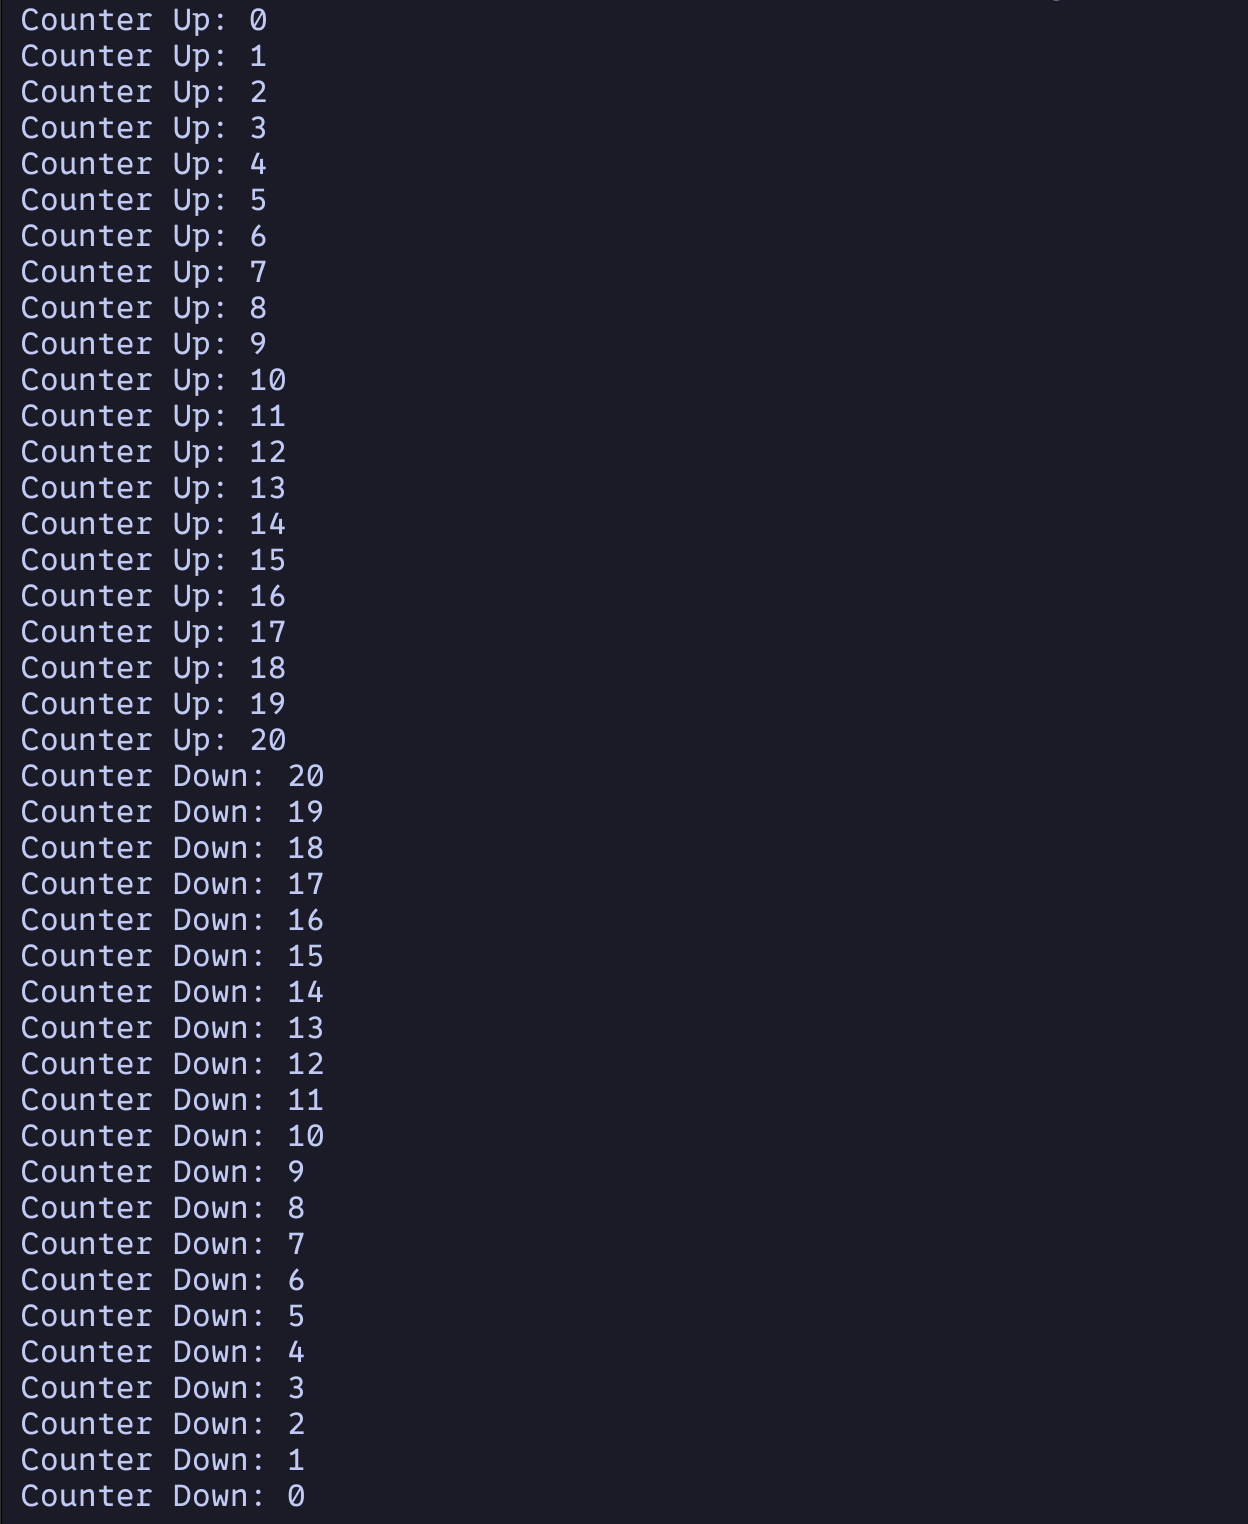 Counter Up: 0
Counter Up: 1
Counter Up: 2
Counter Up: 3
Counter Up: 4
Counter Up: 5
Counter Up: 6
Counter Up: 7
Counter Up: 8
Counter Up: 9
Counter Up: 10
Counter Up: 11
Counter Up: 12
Counter Up: 13
Counter Up: 14
Counter Up: 15
Counter Up: 16
Counter Up: 17
Counter Up: 18
Counter Up: 19
Counter Up: 20
Counter Down: 20
Counter Down: 19
Counter Down: 18
Counter Down: 17
Counter Down: 16
Counter Down: 15
Counter Down: 14
Counter Down: 13
Counter Down: 12
Counter Down: 11
Counter Down: 10
Counter Down: 9
Counter Down: 8
Counter Down: 7
Counter Down: 6
Counter Down: 5
Counter Down: 4
Counter Down: 3
Counter Down: 2
Counter Down: 1
Counter Down: 0